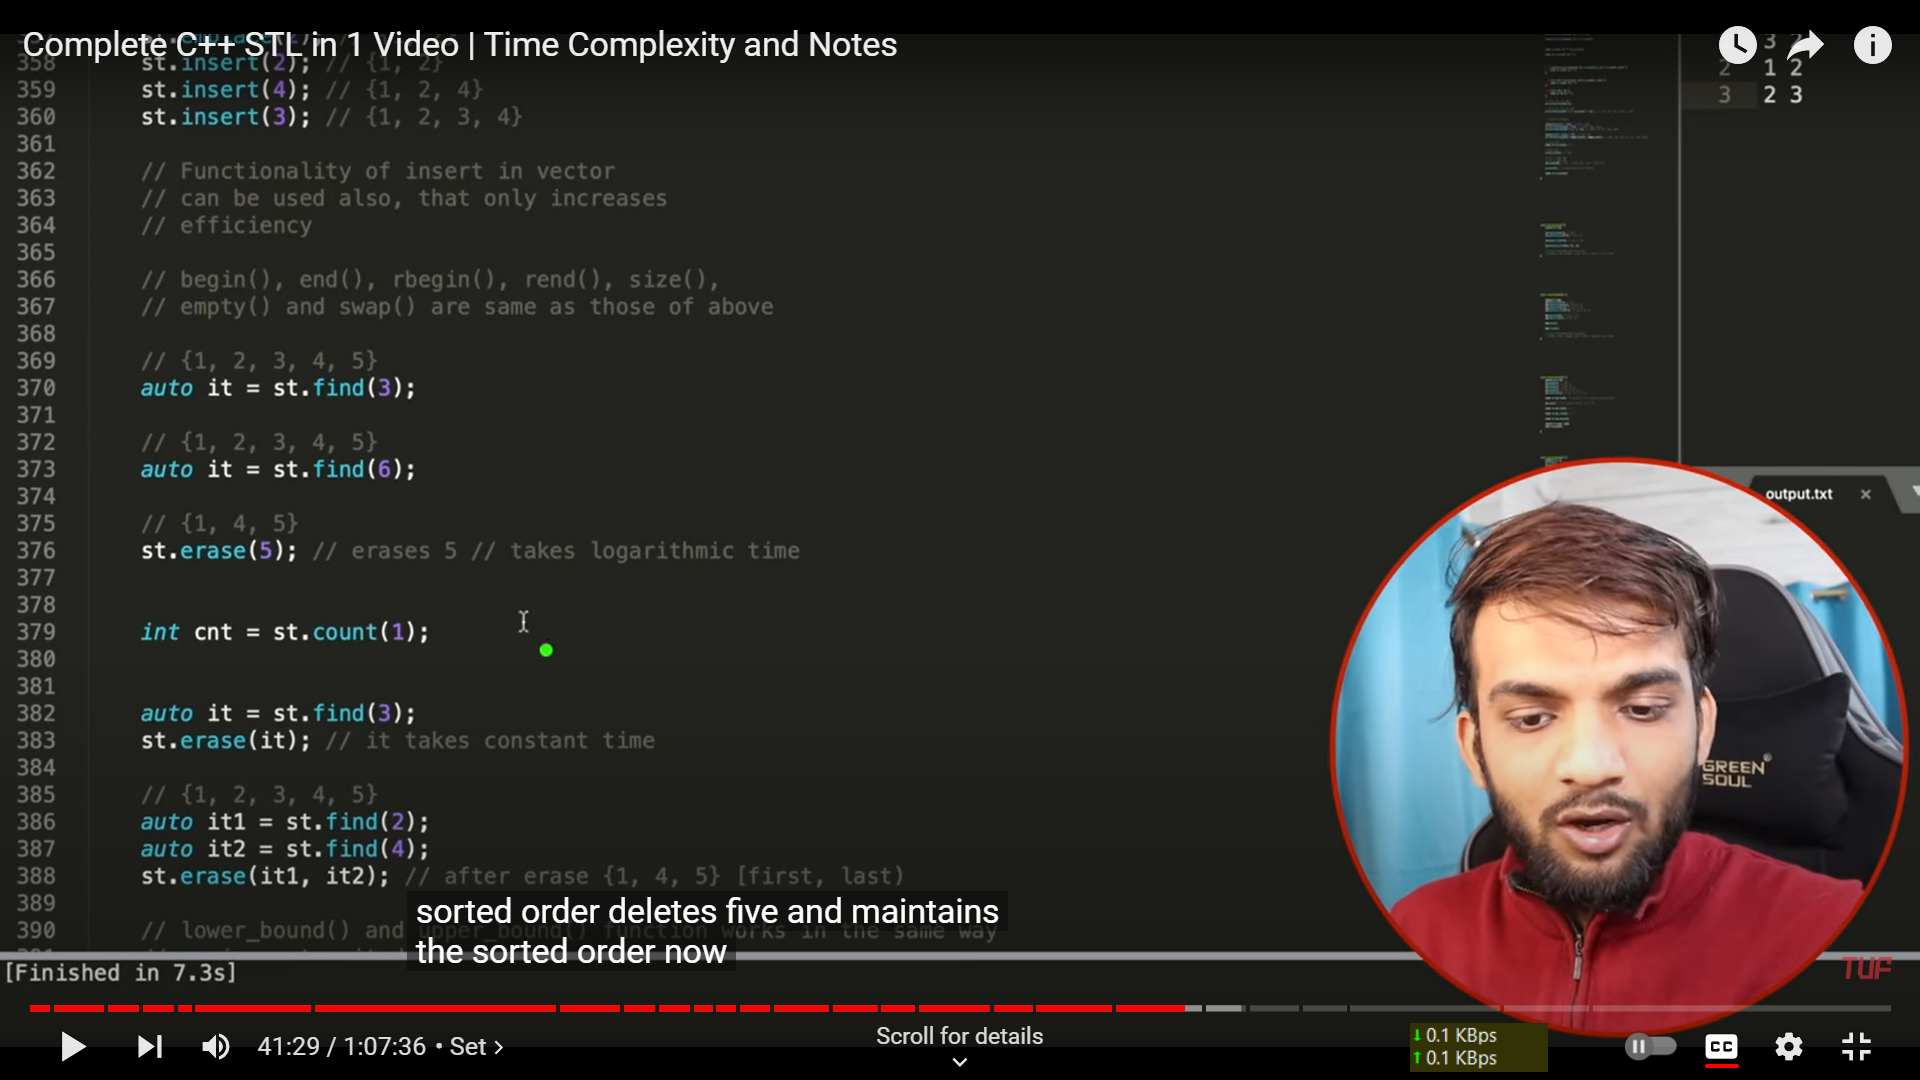 Complete C++ STL in 1 Video | Time Complexity and Notes
358 st.insert(2); // {1, 2}
359 st.insert(4); // {1, 2, 4}
360 st.insert(3); // {1, 2, 3, 4}
361
362 // Functionality of insert in vector
363 // can be used also, that only increases
364 // efficiency
365
366 // begin(), end(), rbegin(), rend(), size(),
367 // empty() and swap() are same as those of above
368
369 // {1, 2, 3, 4, 5}
370 auto it = st.find(3);
371
372 // {1, 2, 3, 4, 5}
373 auto it = st.find(6);
374
375 // {1, 4, 5}
376 st.erase(5); // erases 5 // takes logarithmic time
377
378
379 int cnt = st.count(1);
380
381
382 auto it = st.find(3);
383 st.erase(it); // it takes constant time
384
385 // {1, 2, 3, 4, 5}
386 auto it1 = st.find(2);
387 auto it2 = st.find(4);
388 st.erase(it1, it2); // after erase {1, 4, 5} [first, last)
389
390 // lower_bound() and upper_bound() function works in the same way
sorted order deletes five and maintains
the sorted order now
3 2
2 1 2
3 2 3
output.txt
GREEN
SOUL
TUF
[Finished in 7.3s]
41:29 / 1:07:36 • Set
Scroll for details
0.1 KBps
0.1 KBps
CC